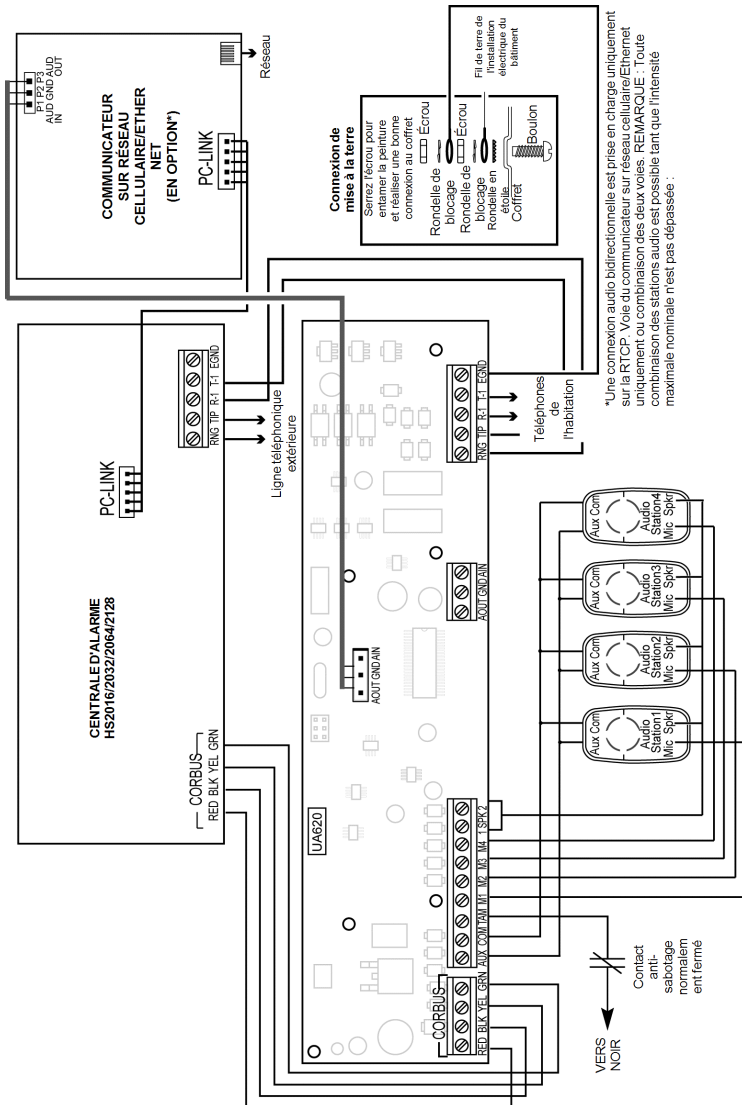 P1 P2 P3
AUD GND AUD
IN OUT
COMMUNICATEUR
SUR RÉSEAU
CELLULAIRE/ETHER
NET
(EN OPTION*)
PC-LINK
Réseau
Connexion de
mise à la terre
Serrez l'écrou pour
entamer la peinture
et réaliser une bonne
connexion au coffret
Écrou
Rondelle de
blocage
Écrou
Rondelle de
blocage
Rondelle en
étoile
Coffret
Boulon
Fil de terre de
l'installation
électrique du
bâtiment
*Une connexion audio bidirectionnelle est prise en charge uniquement
sur la RTCP. Voie du communicateur sur réseau cellulaire/Ethernet
uniquement ou combinaison des deux voies. REMARQUE : Toute
combinaison des stations audio est possible tant que l'intensité
maximale nominale n'est pas dépassée :
CENTRALE D'ALARME
HS2016/2032/2064/2128
PC-LINK
RNG TIP R-1 T-1 EGND
Ligne téléphonique
extérieure
CORBUS
RED BLK YEL GRN
UA620
AOUT GND AIN
AOUT GND AIN
RNG TIP R-1 T-1 EGND
Téléphones
de
l'habitation
CORBUS
RED BLK YEL GRN
AUX COM TAM M1 M2 M3 M4 1 SPK 2
VERS
NOIR
Contact
anti-
sabotage
normalem
ent fermé
Aux Com
Audio
Station1
Mic Spkr
Aux Com
Audio
Station2
Mic Spkr
Aux Com
Audio
Station3
Mic Spkr
Aux Com
Audio
Station4
Mic Spkr